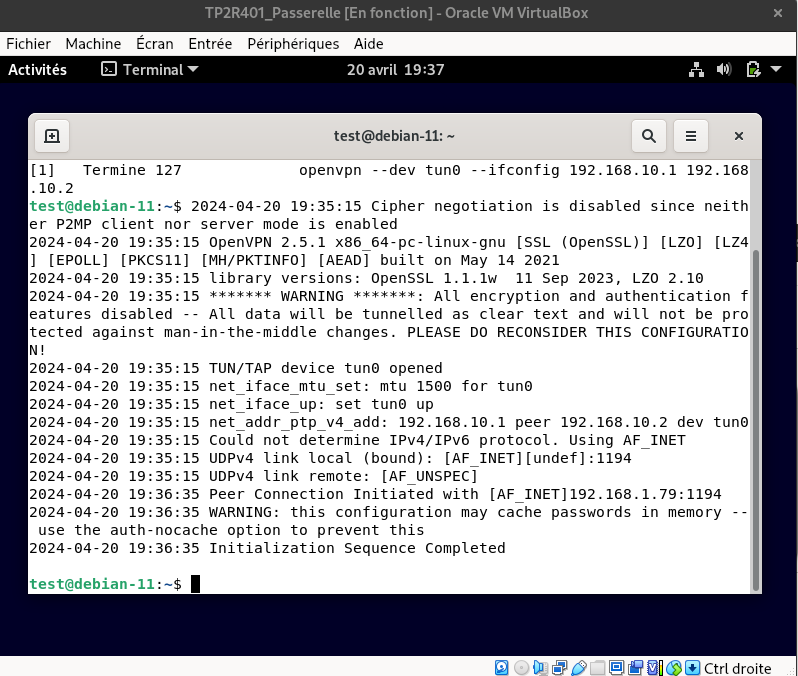 TP2R401_Passerelle [En fonction] - Oracle VM VirtualBox
Fichier Machine Écran Entrée Périphériques Aide
Activités Terminal 20 avril 19:37
test@debian-11: ~
[1]   Termine 127             openvpn --dev tun0 --ifconfig 192.168.10.1 192.168
.10.2
test@debian-11:~$ 2024-04-20 19:35:15 Cipher negotiation is disabled since neith
er P2MP client nor server mode is enabled
2024-04-20 19:35:15 OpenVPN 2.5.1 x86_64-pc-linux-gnu [SSL (OpenSSL)] [LZO] [LZ4
] [EPOLL] [PKCS11] [MH/PKTINFO] [AEAD] built on May 14 2021
2024-04-20 19:35:15 library versions: OpenSSL 1.1.1w  11 Sep 2023, LZO 2.10
2024-04-20 19:35:15 ******* WARNING *******: All encryption and authentication f
eatures disabled -- All data will be tunnelled as clear text and will not be pro
tected against man-in-the-middle changes. PLEASE DO RECONSIDER THIS CONFIGURATIO
N!
2024-04-20 19:35:15 TUN/TAP device tun0 opened
2024-04-20 19:35:15 net_iface_mtu_set: mtu 1500 for tun0
2024-04-20 19:35:15 net_iface_up: set tun0 up
2024-04-20 19:35:15 net_addr_ptp_v4_add: 192.168.10.1 peer 192.168.10.2 dev tun0
2024-04-20 19:35:15 Could not determine IPv4/IPv6 protocol. Using AF_INET
2024-04-20 19:35:15 UDPv4 link local (bound): [AF_INET][undef]:1194
2024-04-20 19:35:15 UDPv4 link remote: [AF_UNSPEC]
2024-04-20 19:36:35 Peer Connection Initiated with [AF_INET]192.168.1.79:1194
2024-04-20 19:36:35 WARNING: this configuration may cache passwords in memory --
 use the auth-nocache option to prevent this
2024-04-20 19:36:35 Initialization Sequence Completed
test@debian-11:~$
Ctrl droite